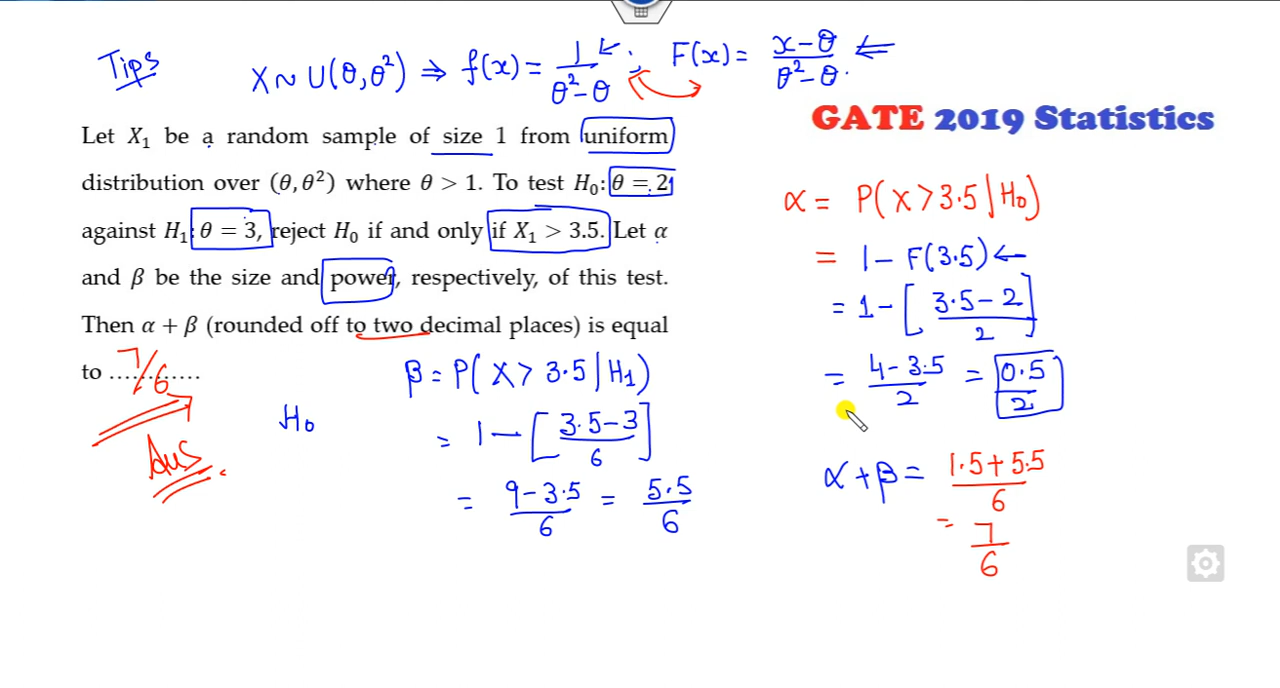 Tips
X ~ U(θ, θ²) ⇒ f(x) = 1/(θ² − θ) ; F(x) = (x − θ)/(θ² − θ). ⇐
GATE 2019 Statistics
Let X₁ be a random sample of size 1 from uniform
distribution over (θ, θ²) where θ > 1. To test H₀: θ = 2
against H₁: θ = 3, reject H₀ if and only if X₁ > 3.5. Let α
and β be the size and power, respectively, of this test.
Then α + β (rounded off to two decimal places) is equal
to ………… 7/6
Ans.
H₀
β = P( X > 3.5 | H₁)
= 1 − [ (3.5 − 3)/6 ]
= (9 − 3.5)/6 = 5.5/6
α = P(X > 3.5 | H₀)
= 1 − F(3.5) ←
= 1 − [ (3.5 − 2)/2 ]
= (4 − 3.5)/2 = 0.5/2
α + β = (1.5 + 5.5)/6
= 7/6